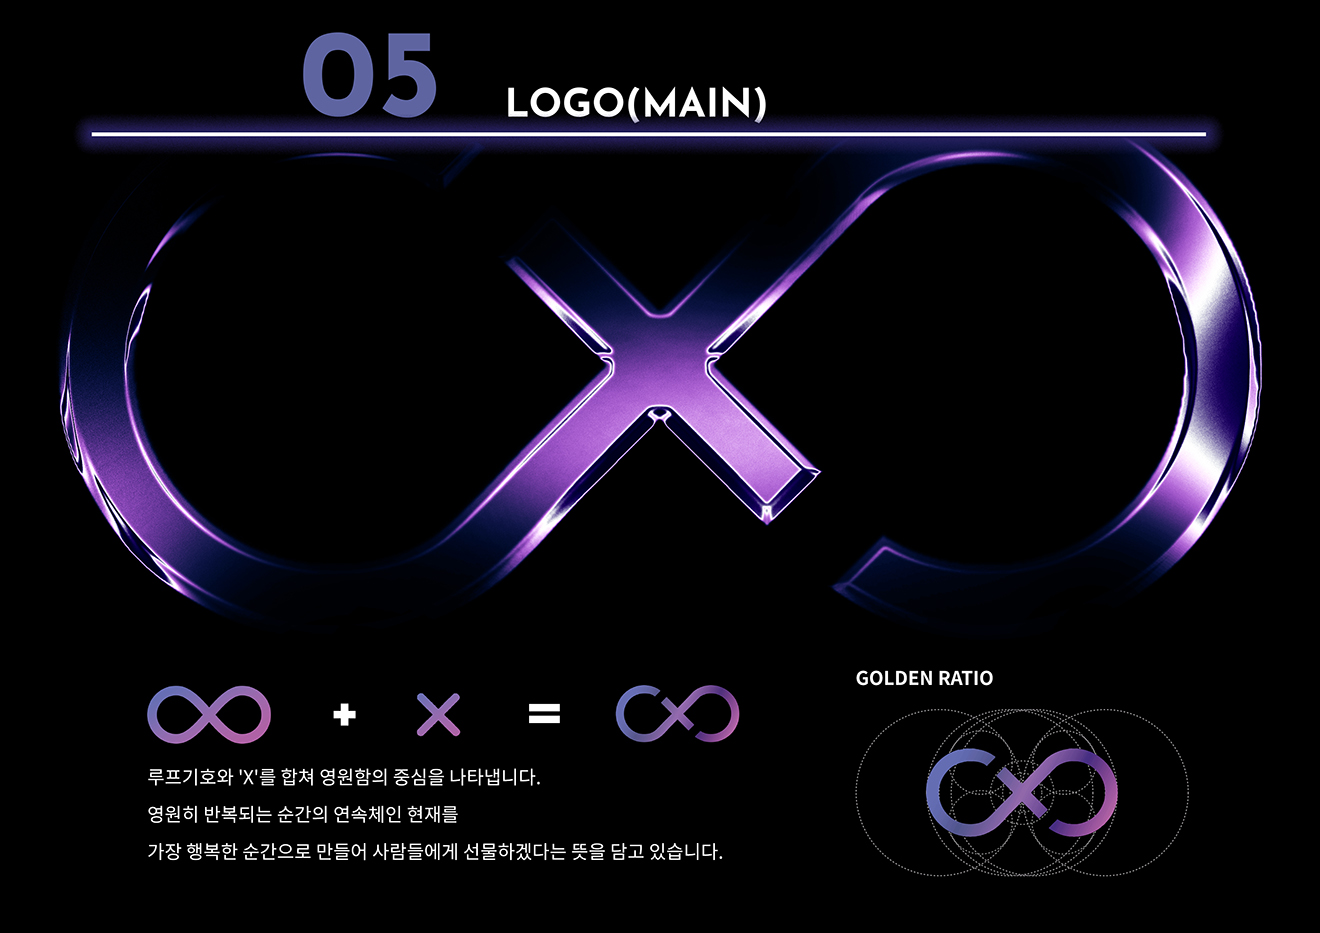 05
LOGO(MAIN)
GOLDEN RATIO
루프기호와 'X'를 합쳐 영원함의 중심을 나타냅니다.
영원히 반복되는 순간의 연속체인 현재를
가장 행복한 순간으로 만들어 사람들에게 선물하겠다는 뜻을 담고 있습니다.